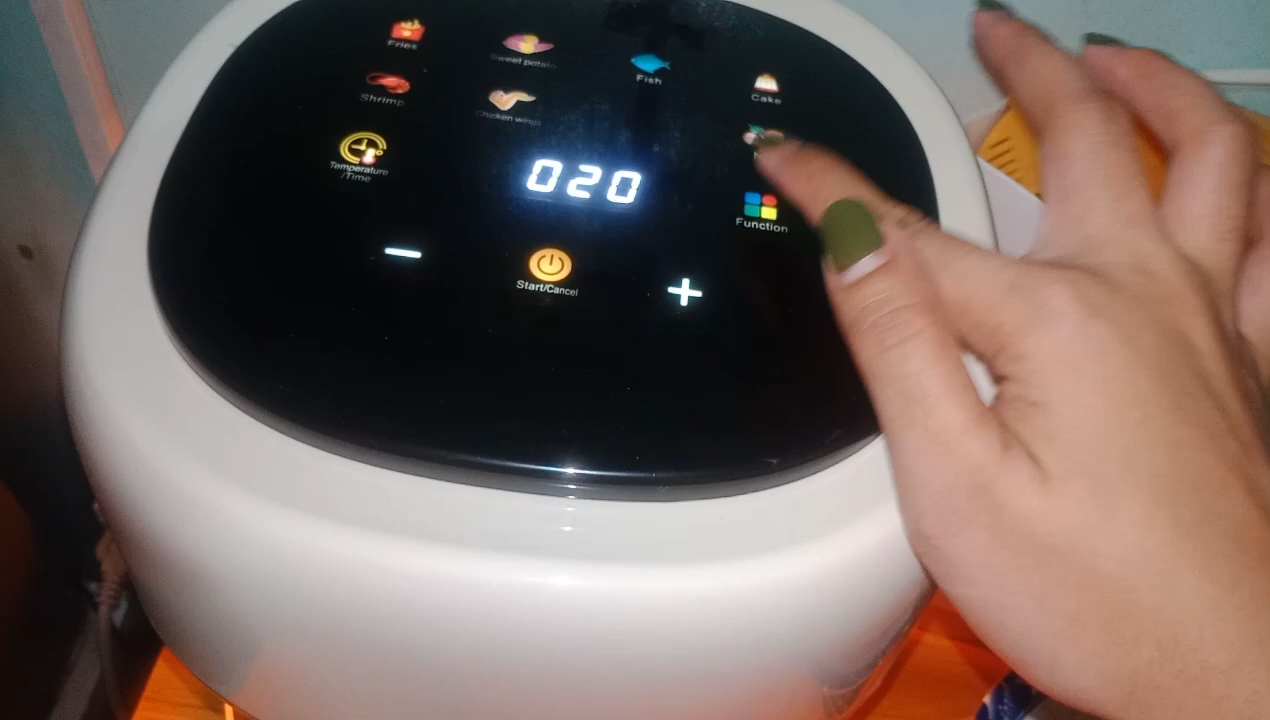 Fries
Sweet potato
Fish
Cake
Shrimp
Chicken wings
Temperature
/Time
020
Function
Start/Cancel